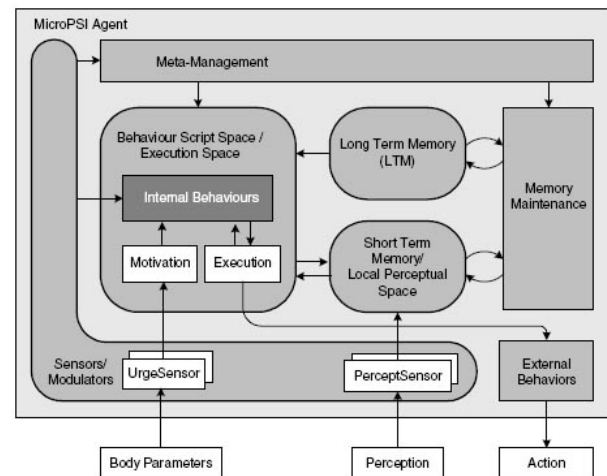 MicroPSI Agent
Meta-Management
Behaviour Script Space /
Execution Space
Long Term Memory
(LTM)
Internal Behaviours
Memory
Maintenance
Motivation
Execution
Short Term
Memory/
Local Perceptual
Space
Sensors/
Modulators
UrgeSensor
PerceptSensor
External
Behaviors
Body Parameters
Perception
Action